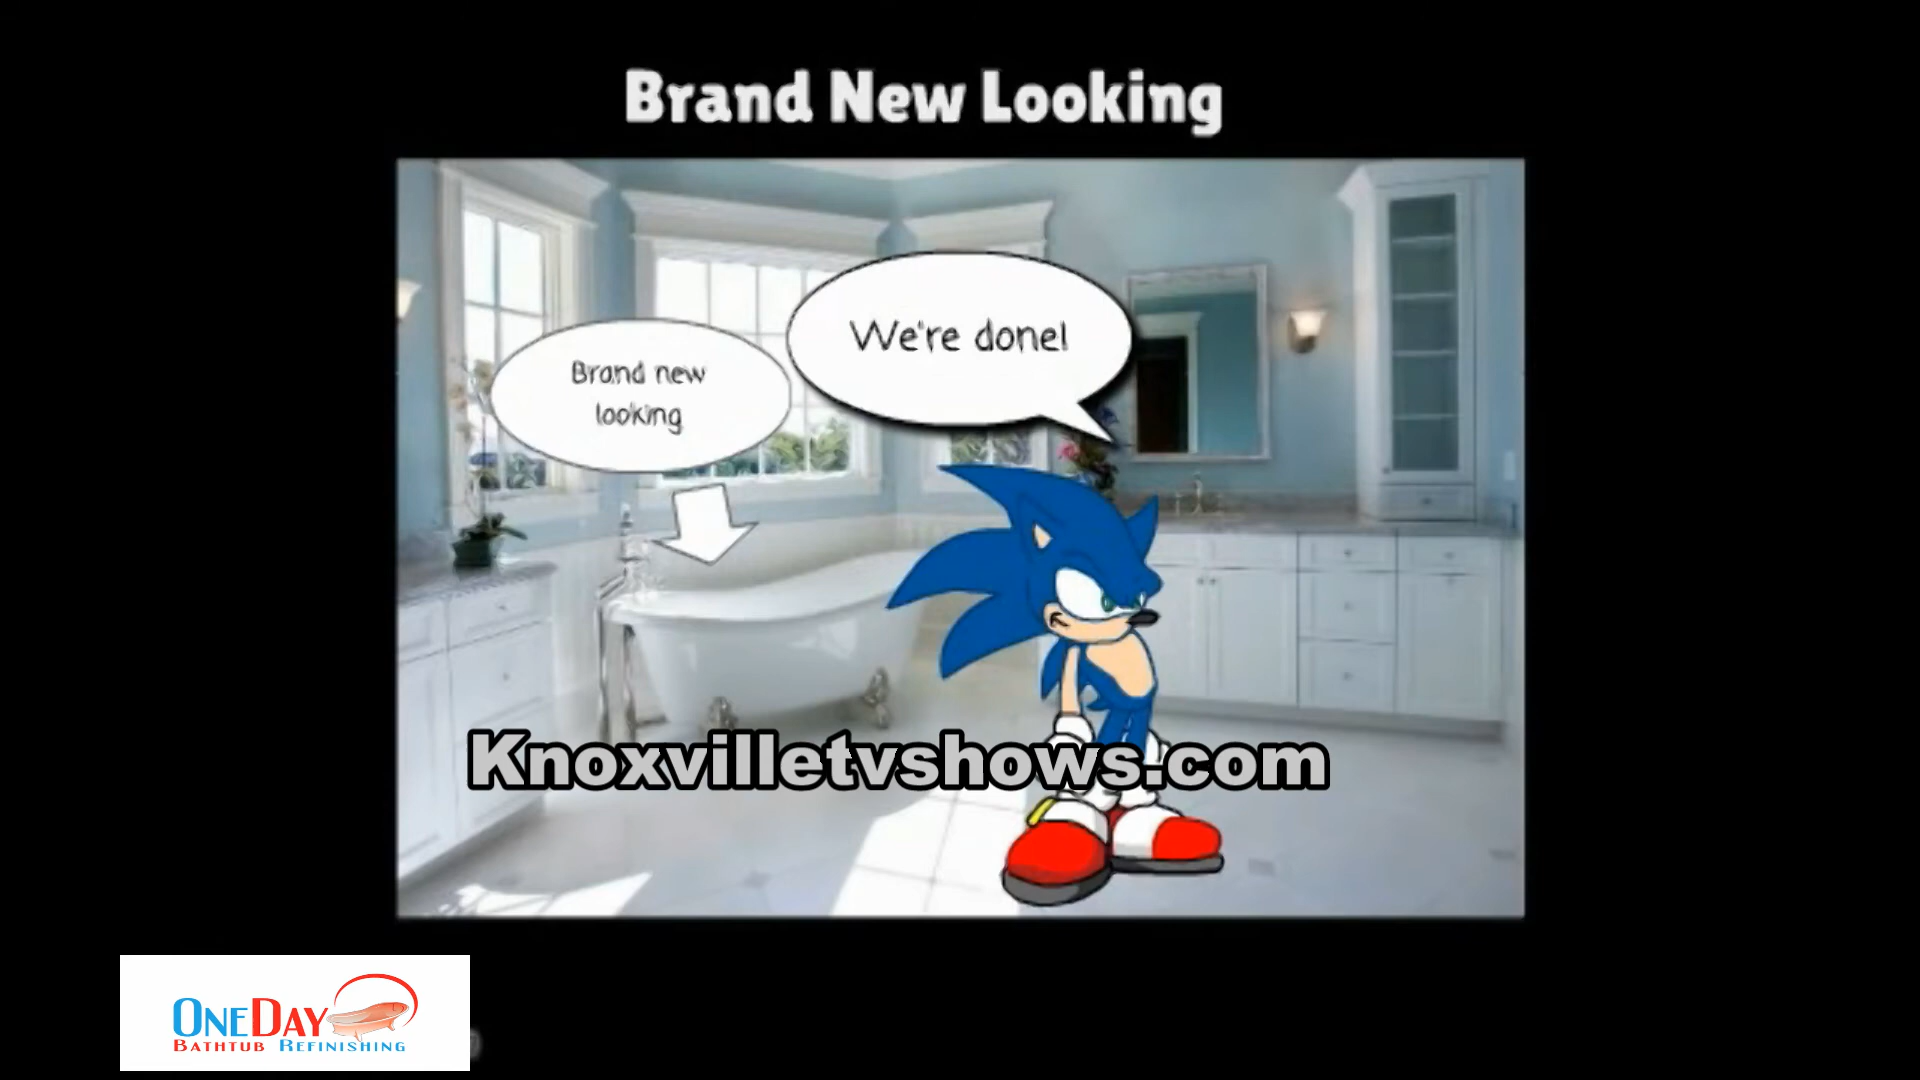 Brand New Looking
We're done!
Brand new
looking
Knoxvilletvshows.com
OneDay
Bathtub Refinishing